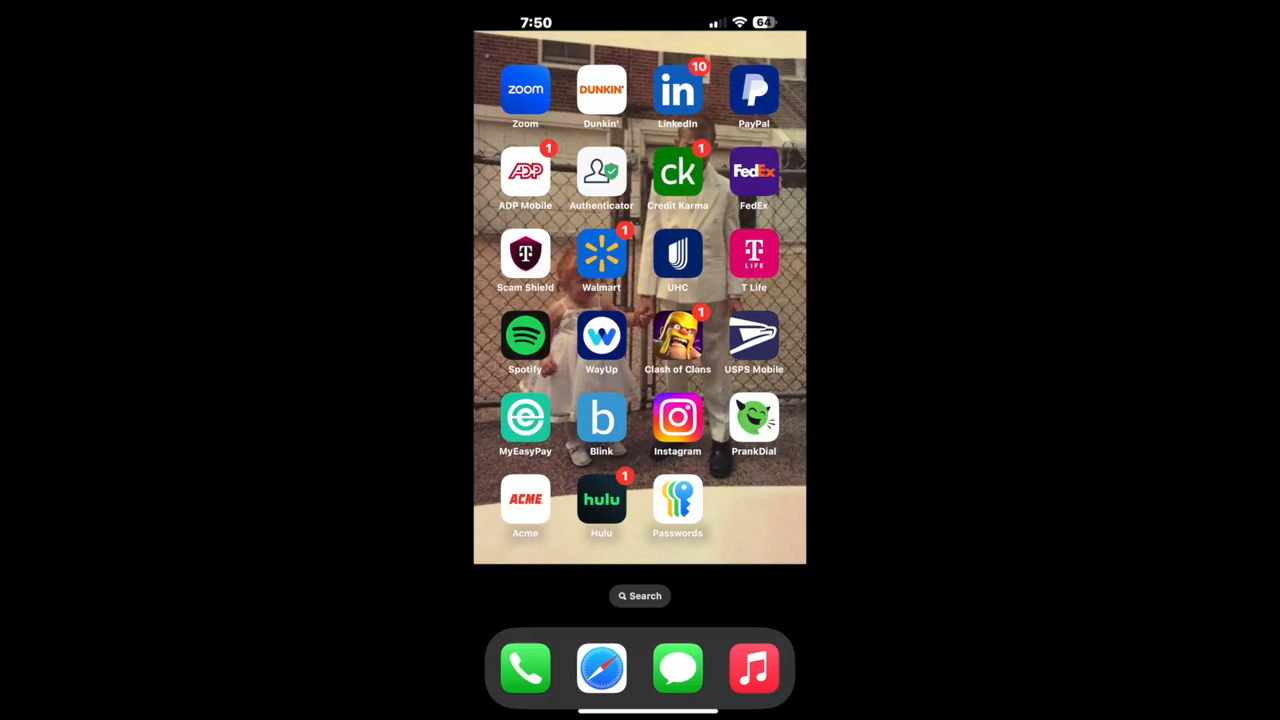 7:50 64
zoom DUNKIN' in 10 P
Zoom Dunkin' LinkedIn PayPal
ADP 1 ck 1 FedEx
ADP Mobile Authenticator Credit Karma FedEx
T 1 T LIFE
Scam Shield Walmart UHC T Life
W 1
Spotify WayUp Clash of Clans USPS Mobile
e b
MyEasyPay Blink Instagram PrankDial
ACME hulu 1
Acme Hulu Passwords
Search